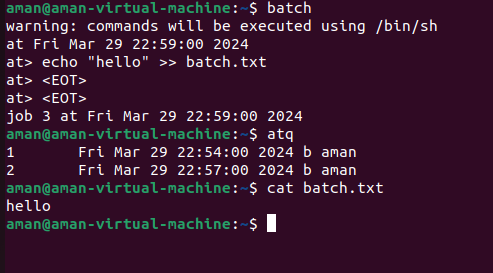 aman@aman-virtual-machine:~$ batch
warning: commands will be executed using /bin/sh
at Fri Mar 29 22:59:00 2024
at> echo "hello" >> batch.txt
at> <EOT>
at> <EOT>
job 3 at Fri Mar 29 22:59:00 2024
aman@aman-virtual-machine:~$ atq
1       Fri Mar 29 22:54:00 2024 b aman
2       Fri Mar 29 22:57:00 2024 b aman
aman@aman-virtual-machine:~$ cat batch.txt
hello
aman@aman-virtual-machine:~$